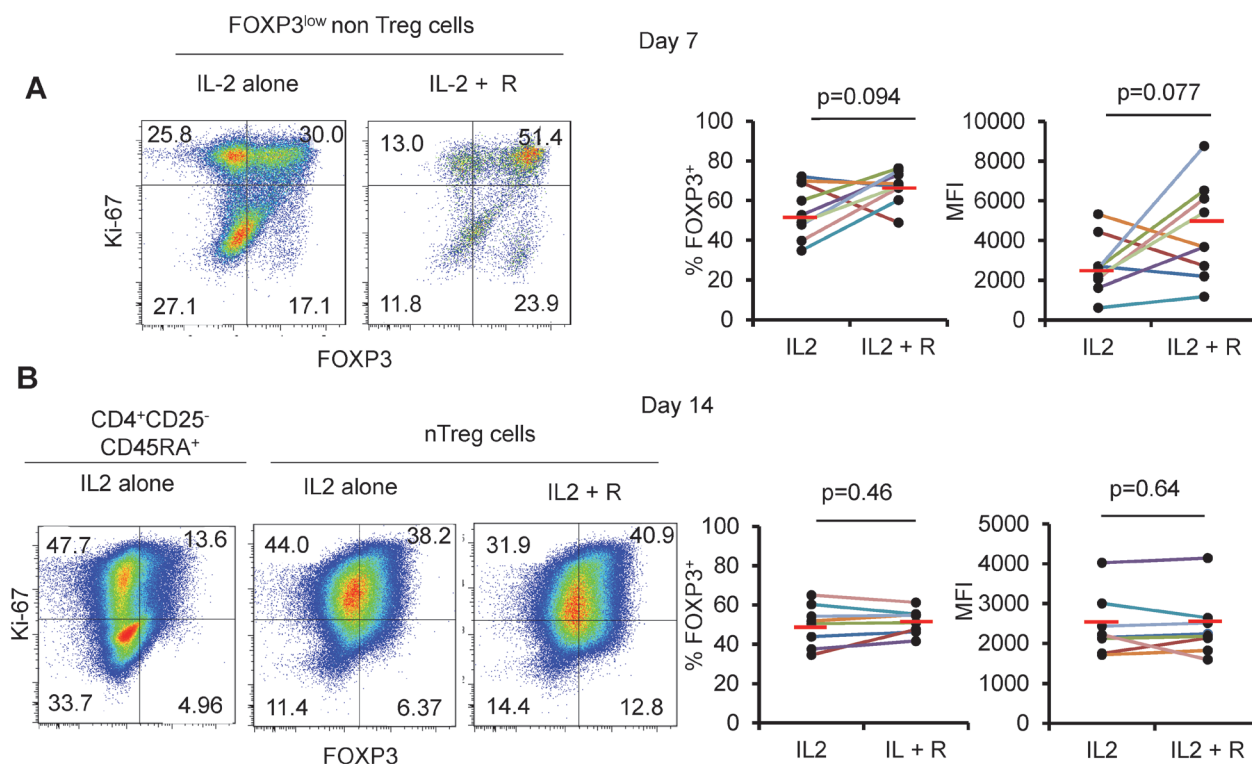 FOXP3low non Treg cells
Day 7
A
IL-2 alone
IL-2 + R
25.8
30.0
13.0
51.4
27.1
17.1
11.8
23.9
Ki-67
FOXP3
p=0.094
100
80
60
40
20
0
% FOXP3+
IL2
IL2 + R
p=0.077
10000
8000
6000
4000
2000
0
MFI
IL2
IL2 + R
B
Day 14
CD4+CD25-
CD45RA+
nTreg cells
IL2 alone
IL2 alone
IL2 + R
47.7
13.6
44.0
38.2
31.9
40.9
33.7
4.96
11.4
6.37
14.4
12.8
Ki-67
FOXP3
p=0.46
100
80
60
40
20
0
% FOXP3+
IL2
IL + R
p=0.64
5000
4000
3000
2000
1000
0
MFI
IL2
IL2 + R